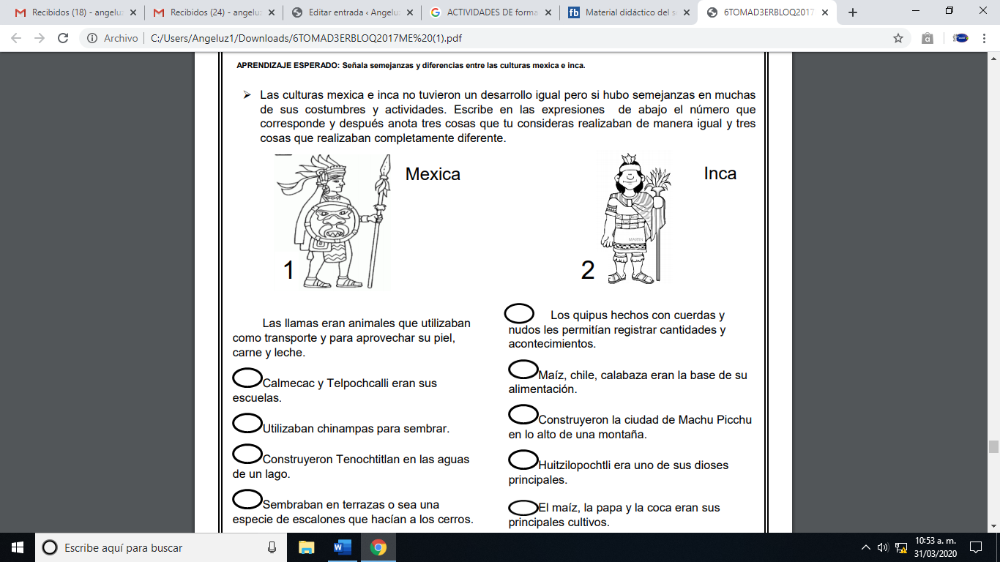 Recibidos (18) - angeluz
Recibidos (24) - angeluz
Editar entrada ‹ Angeluz
ACTIVIDADES DE forma
Material didáctico del se
6TOMAD3ERBLOQ2017
Archivo
C:/Users/Angeluz1/Downloads/6TOMAD3ERBLOQ2017ME%20(1).pdf
APRENDIZAJE ESPERADO: Señala semejanzas y diferencias entre las culturas mexica e inca.
Las culturas mexica e inca no tuvieron un desarrollo igual pero si hubo semejanzas en muchas
de sus costumbres y actividades. Escribe en las expresiones de abajo el número que
corresponde y después anota tres cosas que tu consideras realizaban de manera igual y tres
cosas que realizaban completamente diferente.
Mexica
1
Inca
2
Las llamas eran animales que utilizaban
como transporte y para aprovechar su piel,
carne y leche.
Calmecac y Telpochcalli eran sus
escuelas.
Utilizaban chinampas para sembrar.
Construyeron Tenochtitlan en las aguas
de un lago.
Sembraban en terrazas o sea una
especie de escalones que hacían a los cerros.
Los quipus hechos con cuerdas y
nudos les permitían registrar cantidades y
acontecimientos.
Maíz, chile, calabaza eran la base de su
alimentación.
Construyeron la ciudad de Machu Picchu
en lo alto de una montaña.
Huitzilopochtli era uno de sus dioses
principales.
El maíz, la papa y la coca eran sus
principales cultivos.
Escribe aquí para buscar
10:53 a. m.
31/03/2020